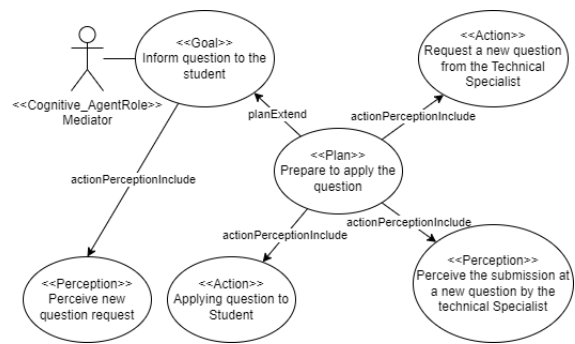 <<Goal>>
Inform question to the
student
<<Action>>
Request a new question
from the Technical
Specialist
<<Cognitive_AgentRole>>
Mediator
planExtend
actionPerceptionInclude
<<Plan>>
Prepare to apply the
question
actionPerceptionInclude
actionPerceptionInclude
actionPerceptionInclude
<<Perception>>
Perceive new
question request
<<Action>>
Applying question to
Student
<<Perception>>
Perceive the submission at
a new question by the
technical Specialist